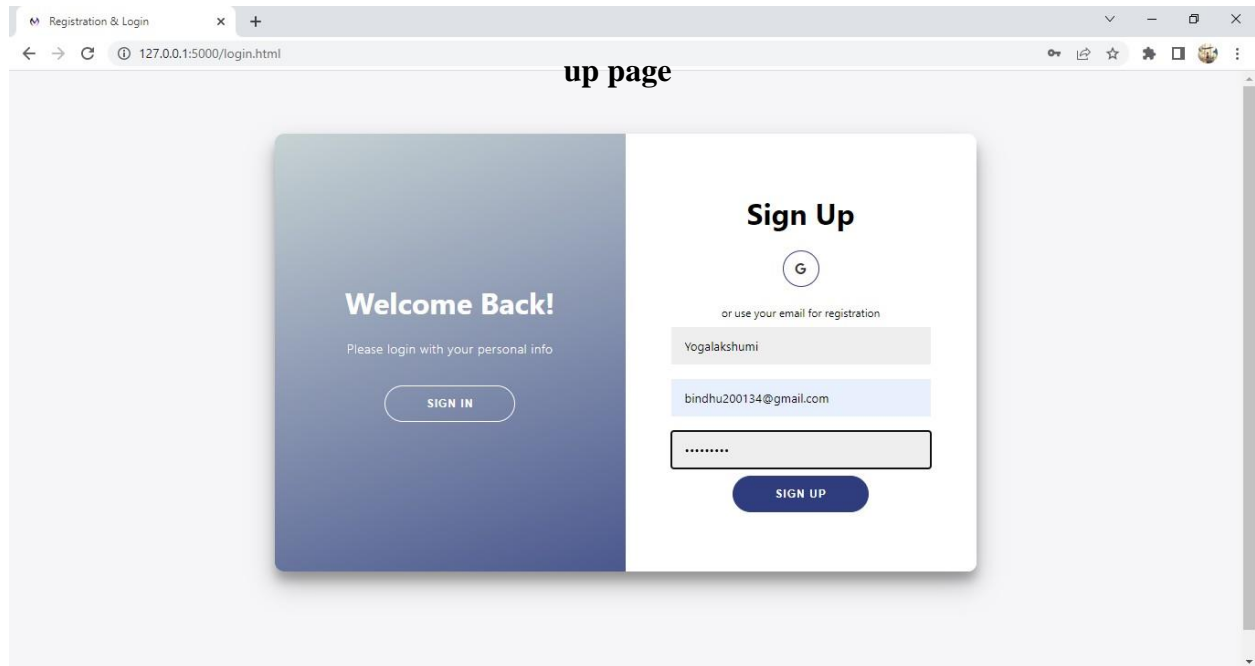 Registration & Login
127.0.0.1:5000/login.html
up page
Welcome Back!
Please login with your personal info
SIGN IN
Sign Up
G
or use your email for registration
Yogalakshumi
bindhu200134@gmail.com
•••••••••
SIGN UP